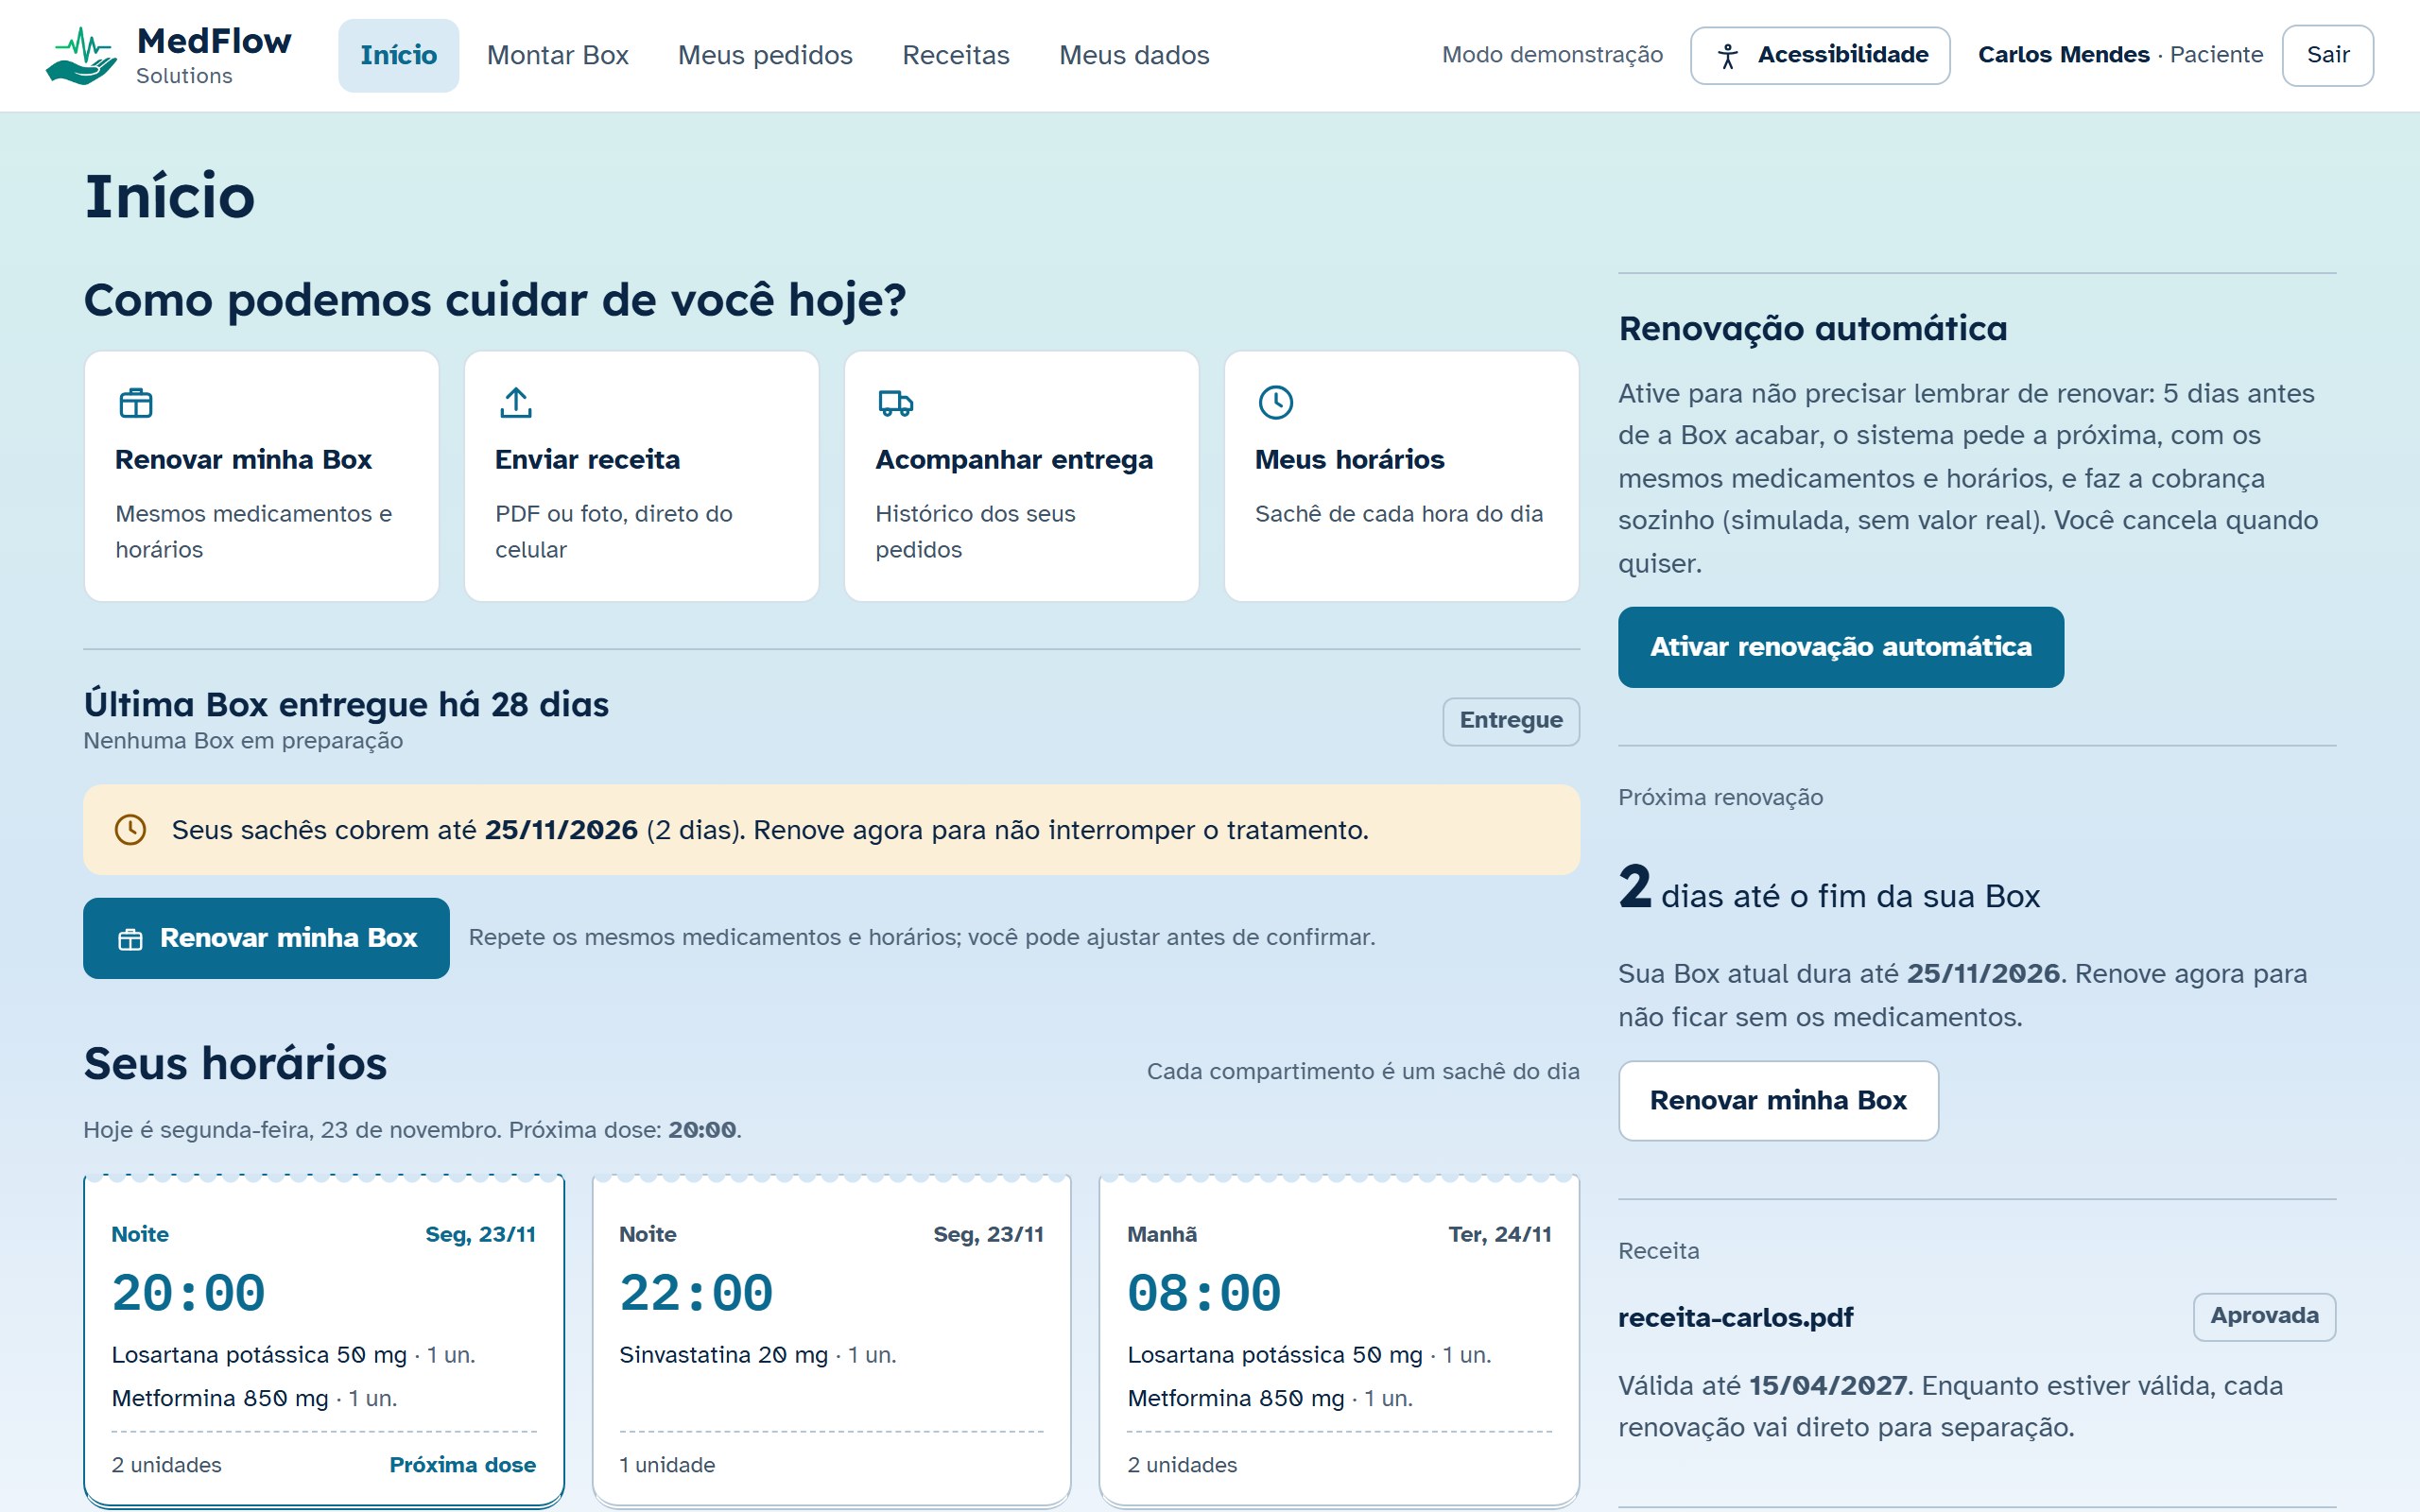 MedFlow
Solutions
Início
Montar Box
Meus pedidos
Receitas
Meus dados
Modo demonstração
Acessibilidade
Carlos Mendes · Paciente
Sair
Início
Como podemos cuidar de você hoje?
Renovar minha Box
Mesmos medicamentos e
horários
Enviar receita
PDF ou foto, direto do
celular
Acompanhar entrega
Histórico dos seus
pedidos
Meus horários
Sachê de cada hora do dia
Última Box entregue há 28 dias
Nenhuma Box em preparação
Entregue
Seus sachês cobrem até 25/11/2026 (2 dias). Renove agora para não interromper o tratamento.
Renovar minha Box
Repete os mesmos medicamentos e horários; você pode ajustar antes de confirmar.
Seus horários
Cada compartimento é um sachê do dia
Hoje é segunda-feira, 23 de novembro. Próxima dose: 20:00.
Noite
Seg, 23/11
20:00
Losartana potássica 50 mg · 1 un.
Metformina 850 mg · 1 un.
2 unidades
Próxima dose
Noite
Seg, 23/11
22:00
Sinvastatina 20 mg · 1 un.
1 unidade
Manhã
Ter, 24/11
08:00
Losartana potássica 50 mg · 1 un.
Metformina 850 mg · 1 un.
2 unidades
Renovação automática
Ative para não precisar lembrar de renovar: 5 dias antes
de a Box acabar, o sistema pede a próxima, com os
mesmos medicamentos e horários, e faz a cobrança
sozinho (simulada, sem valor real). Você cancela quando
quiser.
Ativar renovação automática
Próxima renovação
2 dias até o fim da sua Box
Sua Box atual dura até 25/11/2026. Renove agora para
não ficar sem os medicamentos.
Renovar minha Box
Receita
receita-carlos.pdf
Aprovada
Válida até 15/04/2027. Enquanto estiver válida, cada
renovação vai direto para separação.